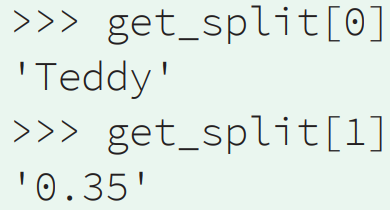 >>> get_split[0]
'Teddy'
>>> get_split[1]
'0.35'